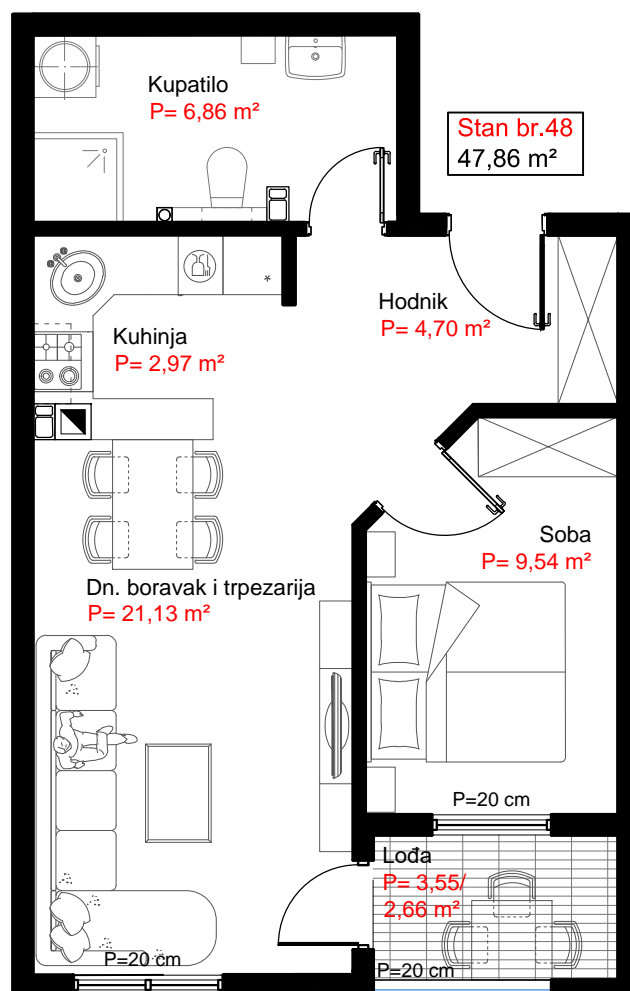 Kupatilo
P= 6,86 m²
Stan br.48
47,86 m²
Hodnik
P= 4,70 m²
Kuhinja
P= 2,97 m²
*
Soba
P= 9,54 m²
Dn. boravak i trpezarija
P= 21,13 m²
P=20 cm
Lođa
P= 3,55/
2,66 m²
P=20 cm
P=20 cm